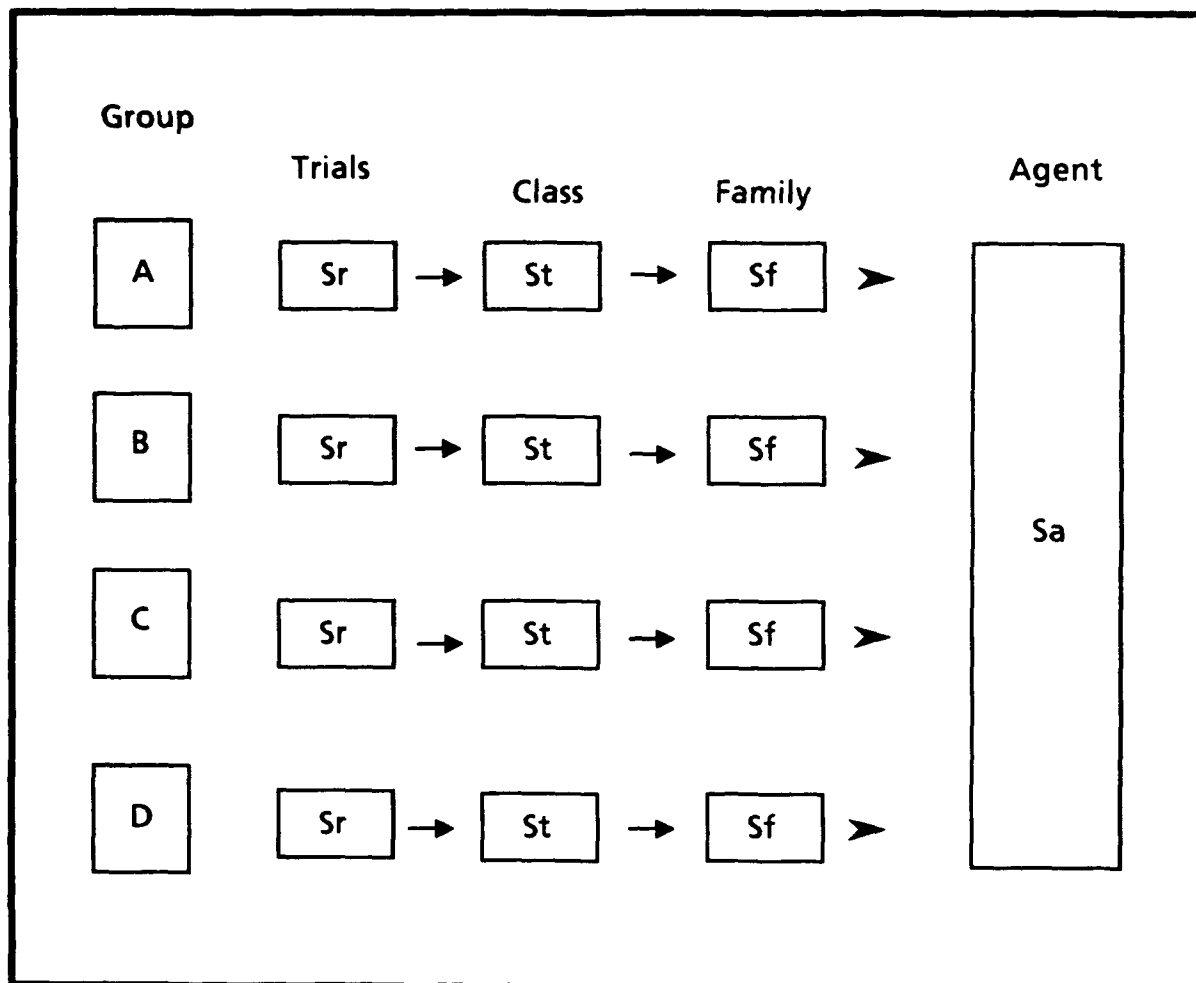 Group
Trials
Class
Family
Agent
A
Sr
St
Sf
B
Sr
St
Sf
Sa
C
Sr
St
Sf
D
Sr
St
Sf